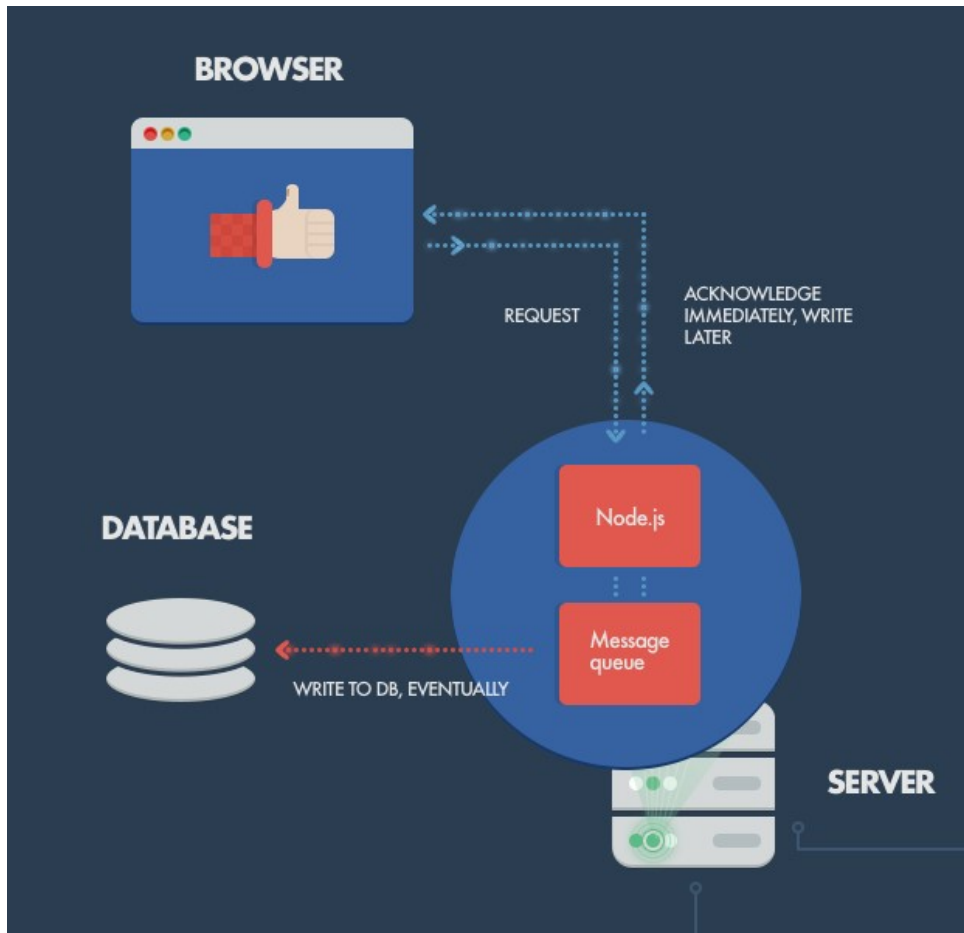 BROWSER
REQUEST
ACKNOWLEDGE
IMMEDIATELY, WRITE
LATER
Node.js
DATABASE
Message
queue
WRITE TO DB, EVENTUALLY
SERVER